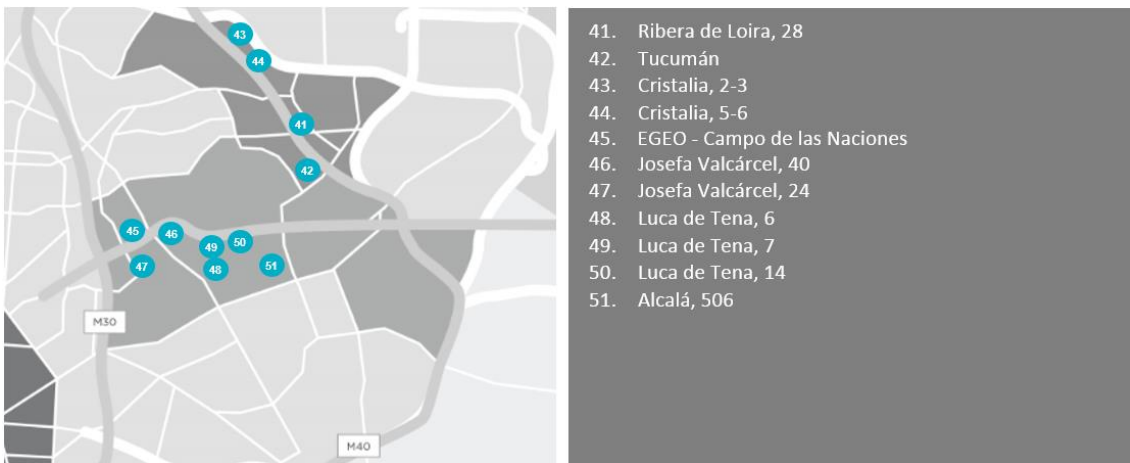 43
44
41
42
45
46
49
50
47
48
51
M30
M40
41. Ribera de Loira, 28
42. Tucumán
43. Cristalia, 2-3
44. Cristalia, 5-6
45. EGEO - Campo de las Naciones
46. Josefa Valcárcel, 40
47. Josefa Valcárcel, 24
48. Luca de Tena, 6
49. Luca de Tena, 7
50. Luca de Tena, 14
51. Alcalá, 506